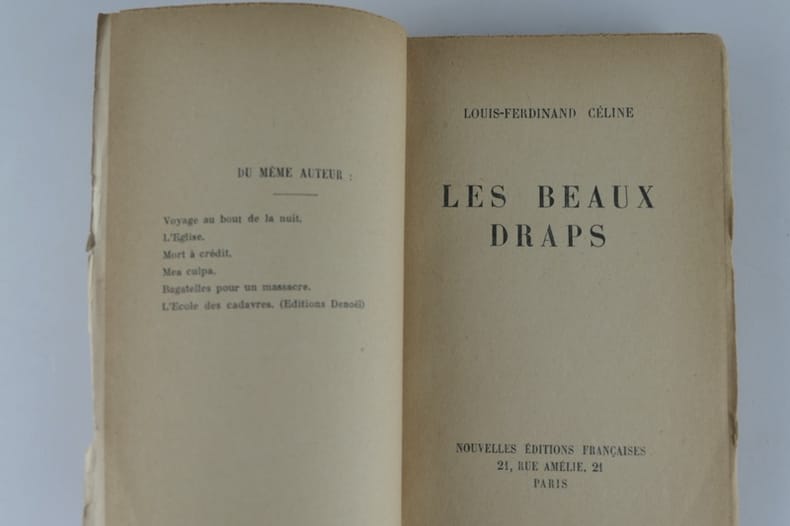 DU MÊME AUTEUR :
Voyage au bout de la nuit.
L'Eglise.
Mort à crédit.
Mea culpa.
Bagatelles pour un massacre.
L'Ecole des cadavres. (Editions Denoël)
LOUIS-FERDINAND CÉLINE
LES BEAUX
DRAPS
NOUVELLES ÉDITIONS FRANÇAISES
21, RUE AMÉLIE, 21
PARIS